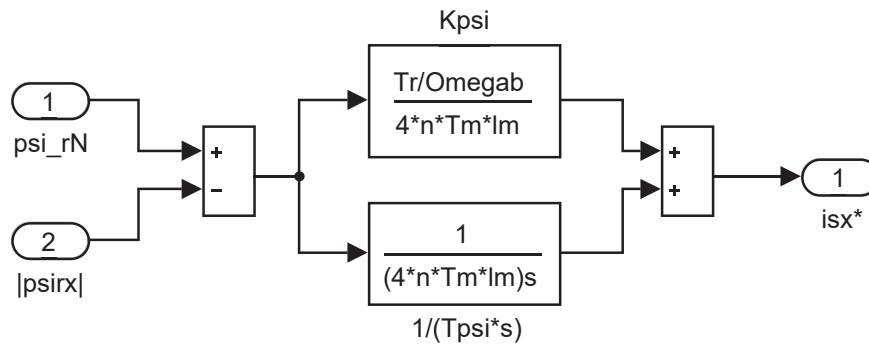 Kpsi
1
psi_rN
Tr/Omegab
4*n*Tm*lm
+
−
2
|psirx|
1
(4*n*Tm*lm)s
1/(Tpsi*s)
+
+
1
isx*